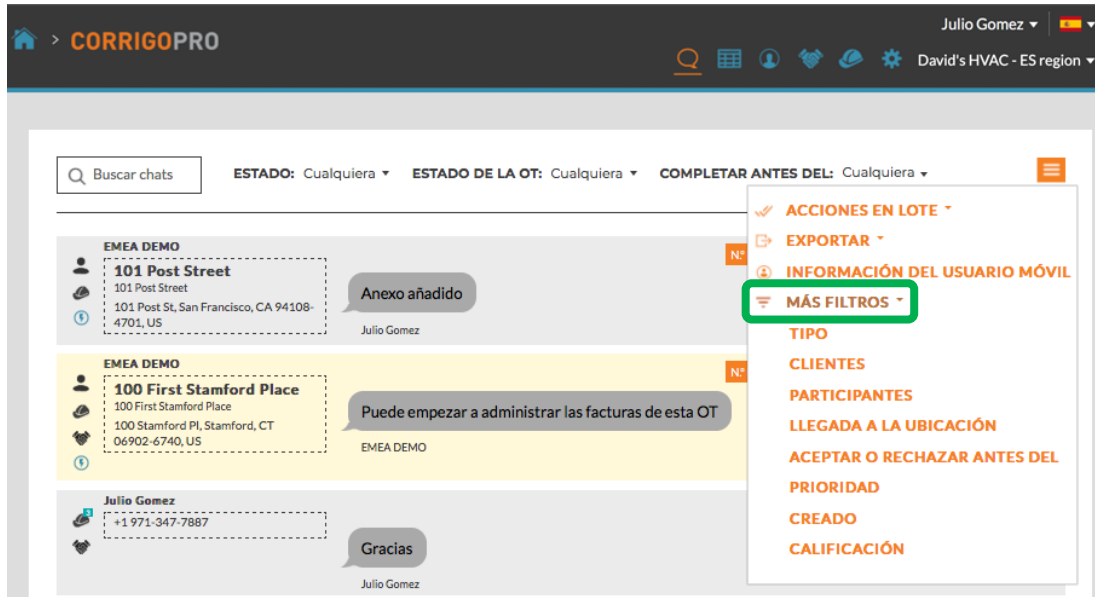 Julio Gomez
> CORRIGOPRO
David's HVAC - ES region
Buscar chats
ESTADO: Cualquiera
ESTADO DE LA OT: Cualquiera
COMPLETAR ANTES DEL: Cualquiera
ACCIONES EN LOTE
EXPORTAR
INFORMACIÓN DEL USUARIO MÓVIL
MÁS FILTROS
TIPO
CLIENTES
PARTICIPANTES
LLEGADA A LA UBICACIÓN
ACEPTAR O RECHAZAR ANTES DEL
PRIORIDAD
CREADO
CALIFICACIÓN
EMEA DEMO
101 Post Street
101 Post Street
101 Post St, San Francisco, CA 94108-
4701, US
Anexo añadido
Julio Gomez
N.º
EMEA DEMO
100 First Stamford Place
100 First Stamford Place
100 Stamford Pl, Stamford, CT
06902-6740, US
Puede empezar a administrar las facturas de esta OT
EMEA DEMO
N.º
Julio Gomez
3
+1 971-347-7887
Gracias
Julio Gomez